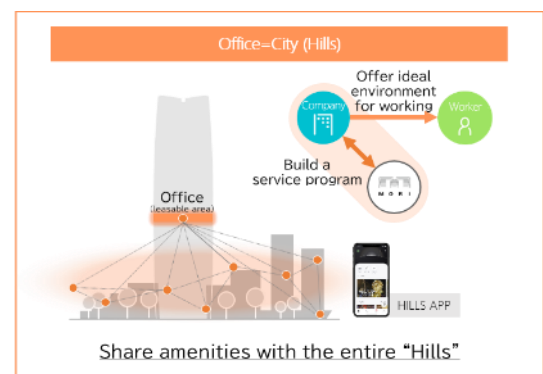 Office=City (Hills)
Offer ideal
environment
for working
Company
Worker
Build a
service program
MORI
Office
(leasable area)
HILLS APP
Share amenities with the entire “Hills”